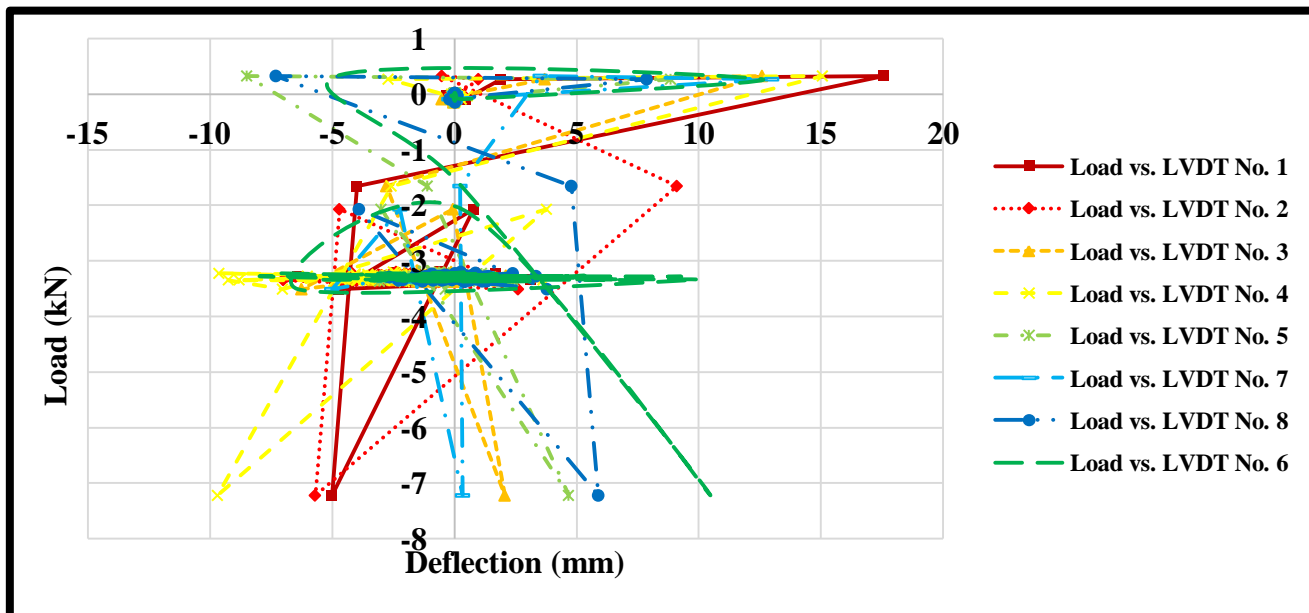 1
0
-15 -10 -5 0 5 10 15 20
-1
-2
-3
-4
-5
-6
-7
-8
Load (kN)
Deflection (mm)
Load vs. LVDT No. 1
Load vs. LVDT No. 2
Load vs. LVDT No. 3
Load vs. LVDT No. 4
Load vs. LVDT No. 5
Load vs. LVDT No. 7
Load vs. LVDT No. 8
Load vs. LVDT No. 6